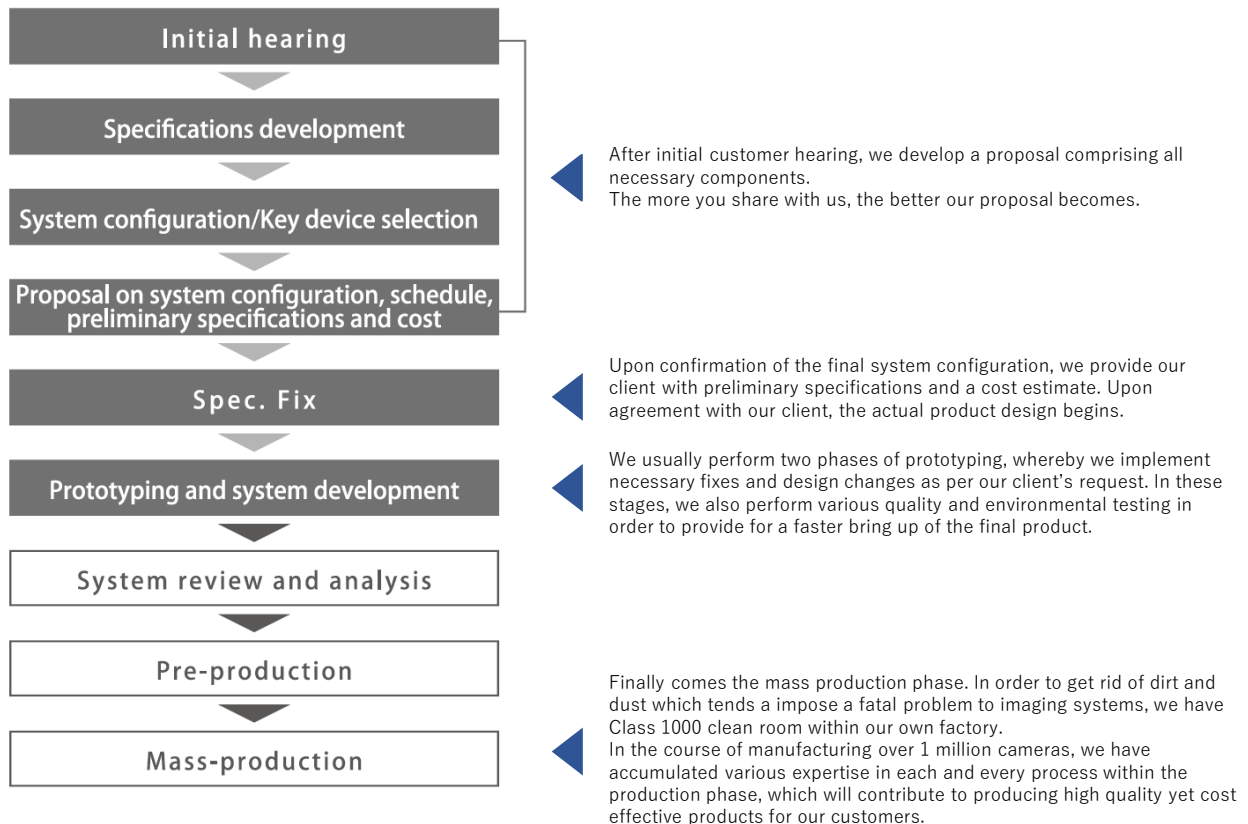 Initial hearing
Specifications development
System configuration/Key device selection
Proposal on system configuration, schedule,
preliminary specifications and cost
After initial customer hearing, we develop a proposal comprising all
necessary components.
The more you share with us, the better our proposal becomes.
Spec. Fix
Upon confirmation of the final system configuration, we provide our
client with preliminary specifications and a cost estimate. Upon
agreement with our client, the actual product design begins.
Prototyping and system development
We usually perform two phases of prototyping, whereby we implement
necessary fixes and design changes as per our client's request. In these
stages, we also perform various quality and environmental testing in
order to provide for a faster bring up of the final product.
System review and analysis
Pre-production
Mass-production
Finally comes the mass production phase. In order to get rid of dirt and
dust which tends a impose a fatal problem to imaging systems, we have
Class 1000 clean room within our own factory.
In the course of manufacturing over 1 million cameras, we have
accumulated various expertise in each and every process within the
production phase, which will contribute to producing high quality yet cost
effective products for our customers.